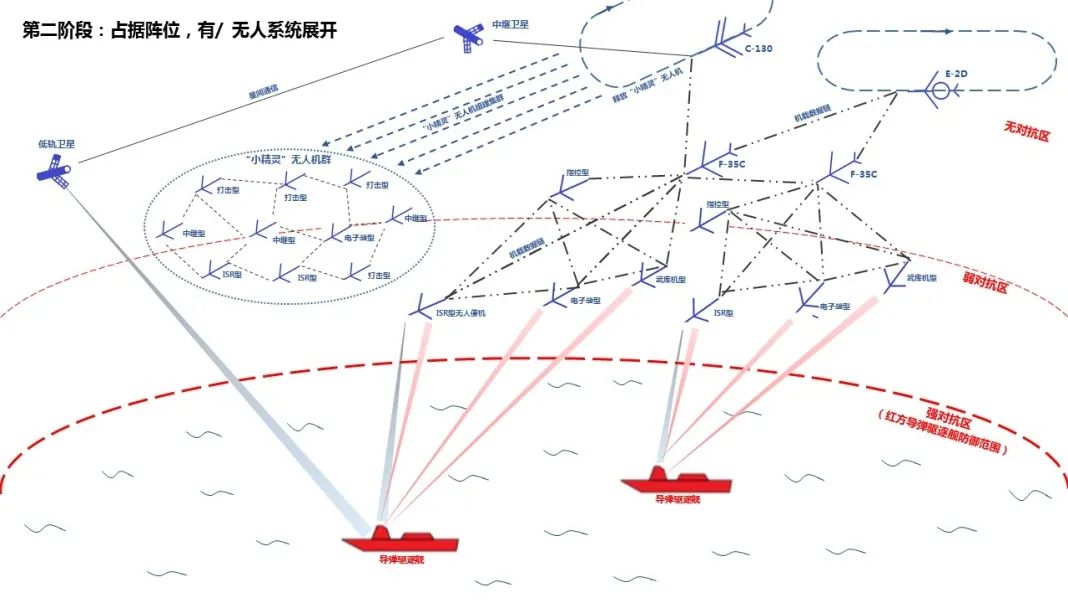 第二阶段：占据阵位，有/ 无人系统展开
中继卫星
C-130
E-2D
星间通信
释放“小精灵”无人机
“小精灵”无人机组建集群
机载数据链
无对抗区
低轨卫星
“小精灵”无人机群
F-35C
F-35C
打击型
打击型
打击型
指控型
指控型
中继型
中继型
中继型
电子战型
机载数据链
ISR型
ISR型
打击型
武库机型
武库机型
弱对抗区
ISR型无人僚机
电子战型
ISR型
电子战型
强对抗区
（红方导弹驱逐舰防御范围）
导弹驱逐舰
导弹驱逐舰